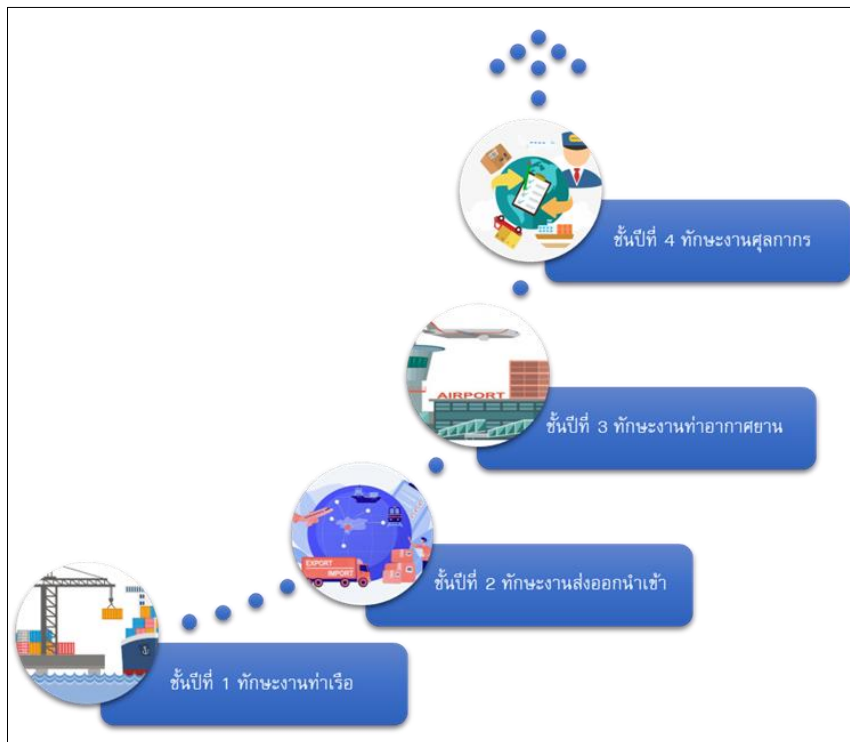 ชั้นปีที่ 4 ทักษะงานศุลกากร
AIRPORT
ชั้นปีที่ 3 ทักษะงานท่าอากาศยาน
EXPORT
IMPORT
ชั้นปีที่ 2 ทักษะงานส่งออกนำเข้า
ชั้นปีที่ 1 ทักษะงานท่าเรือ